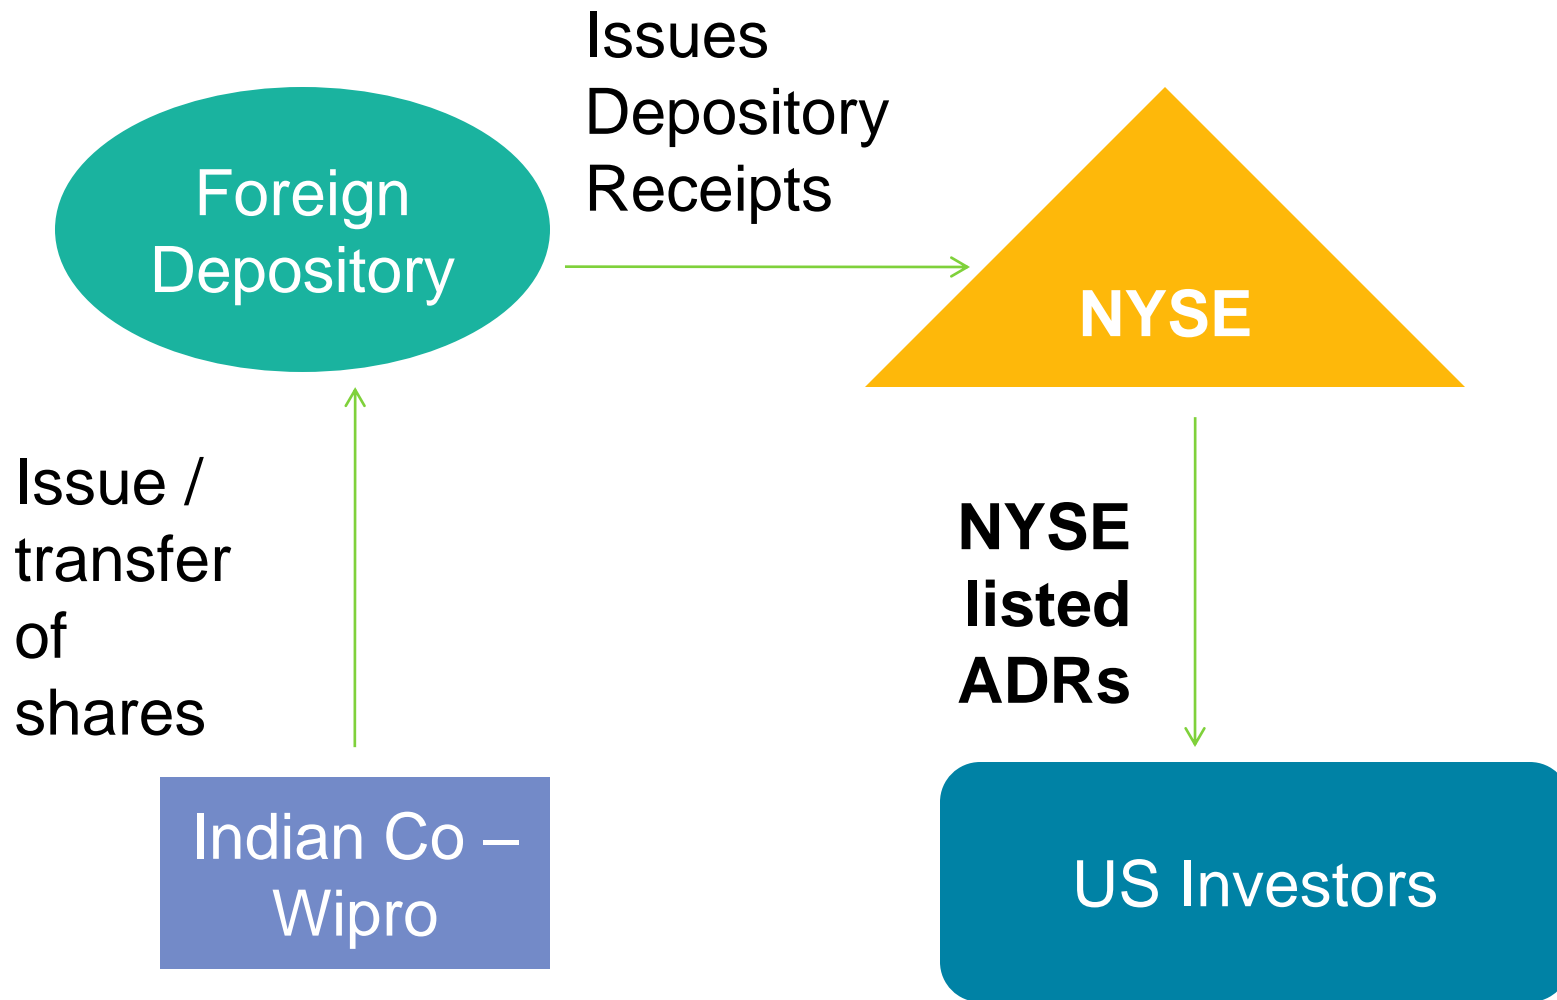 Issues
Depository
Receipts
Foreign
Depository
NYSE
Issue /
transfer
of
shares
NYSE
listed
ADRs
Indian Co –
Wipro
US Investors